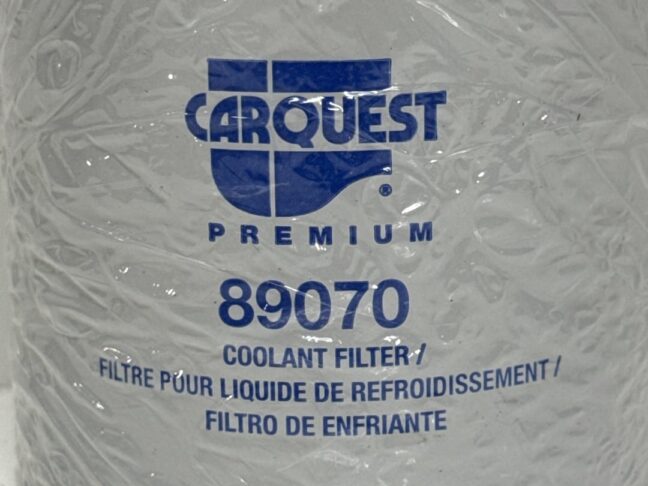 CARQUEST
®
PREMIUM
89070
COOLANT FILTER /
FILTRE POUR LIQUIDE DE REFROIDISSEMENT /
FILTRO DE ENFRIANTE